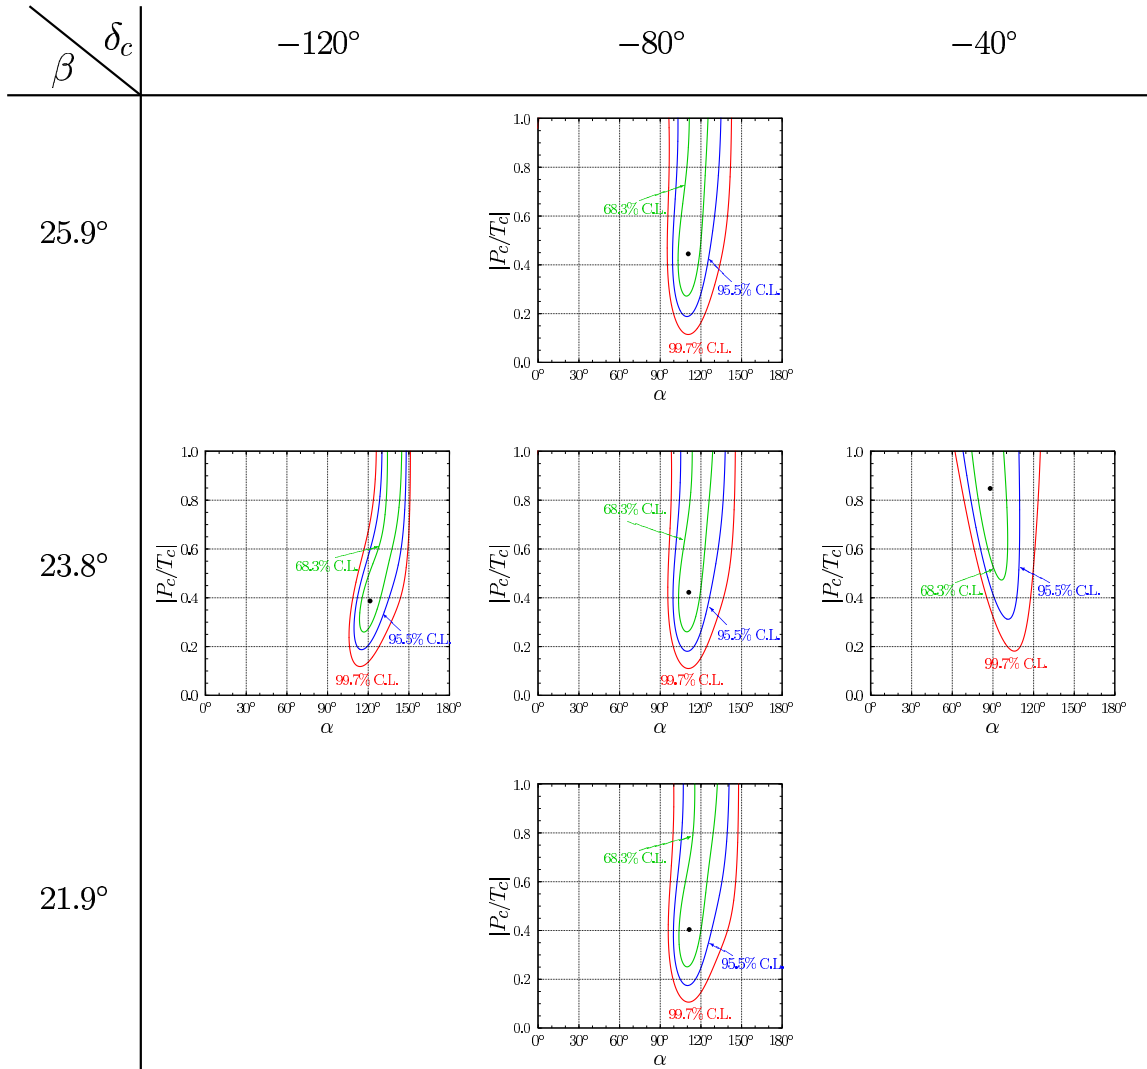 δc −120° −80° −40°
β
25.9°
1.0
0.8
0.6
0.4
0.2
0.0
|Pc/Tc|
68.3% C.L.
95.5% C.L.
99.7% C.L.
0° 30° 60° 90° 120° 150° 180°
α
23.8°
1.0
0.8
0.6
0.4
0.2
0.0
|Pc/Tc|
68.3% C.L.
95.5% C.L.
99.7% C.L.
0° 30° 60° 90° 120° 150° 180°
α
1.0
0.8
0.6
0.4
0.2
0.0
|Pc/Tc|
68.3% C.L.
95.5% C.L.
99.7% C.L.
0° 30° 60° 90° 120° 150° 180°
α
1.0
0.8
0.6
0.4
0.2
0.0
|Pc/Tc|
68.3% C.L.
95.5% C.L.
99.7% C.L.
0° 30° 60° 90° 120° 150° 180°
α
21.9°
1.0
0.8
0.6
0.4
0.2
0.0
|Pc/Tc|
68.3% C.L.
95.5% C.L.
99.7% C.L.
0° 30° 60° 90° 120° 150° 180°
α